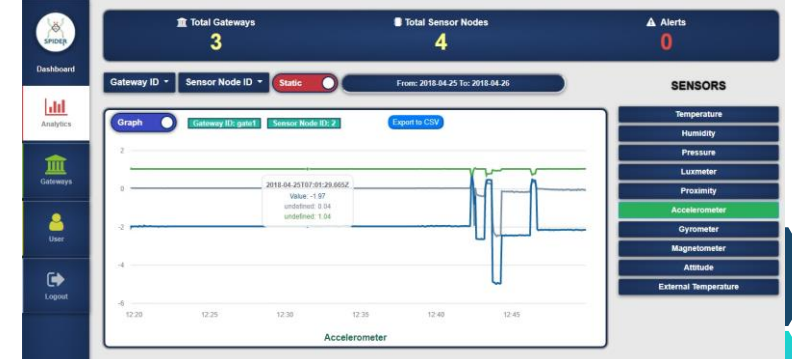 SPIDER
Dashboard
Analytics
Gateways
User
Logout
Total Gateways
3
Total Sensor Nodes
4
Alerts
0
Gateway ID
Sensor Node ID
Static
From: 2018-04-25 To: 2018-04-26
Graph
Gateway ID: gate1
Sensor Node ID: 2
Export to CSV
2
0
-2
-4
-6
2018-04-25T07:01:29.665Z
Value: -1.97
undefined: 0.04
undefined: 1.04
12:20
12:25
12:30
12:35
12:40
12:45
Accelerometer
SENSORS
Temperature
Humidity
Pressure
Luxmeter
Proximity
Accelerometer
Gyrometer
Magnetometer
Attitude
External Temperature